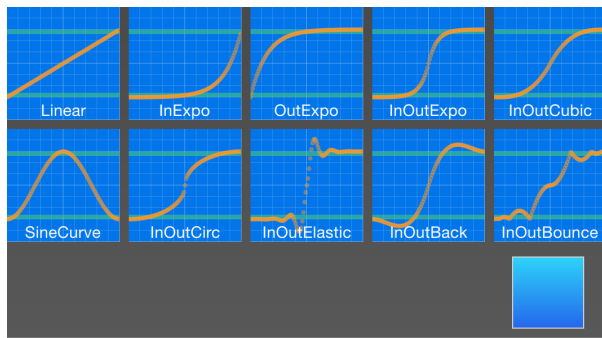 Linear
InExpo
OutExpo
InOutExpo
InOutCubic
SineCurve
InOutCirc
InOutElastic
InOutBack
InOutBounce